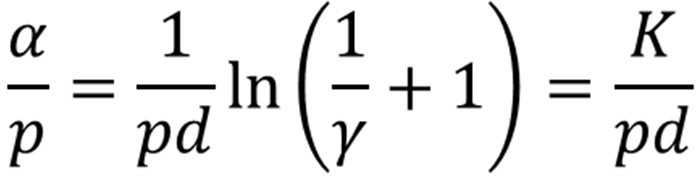 α/p = 1/pd ln(1/γ + 1) = K/pd